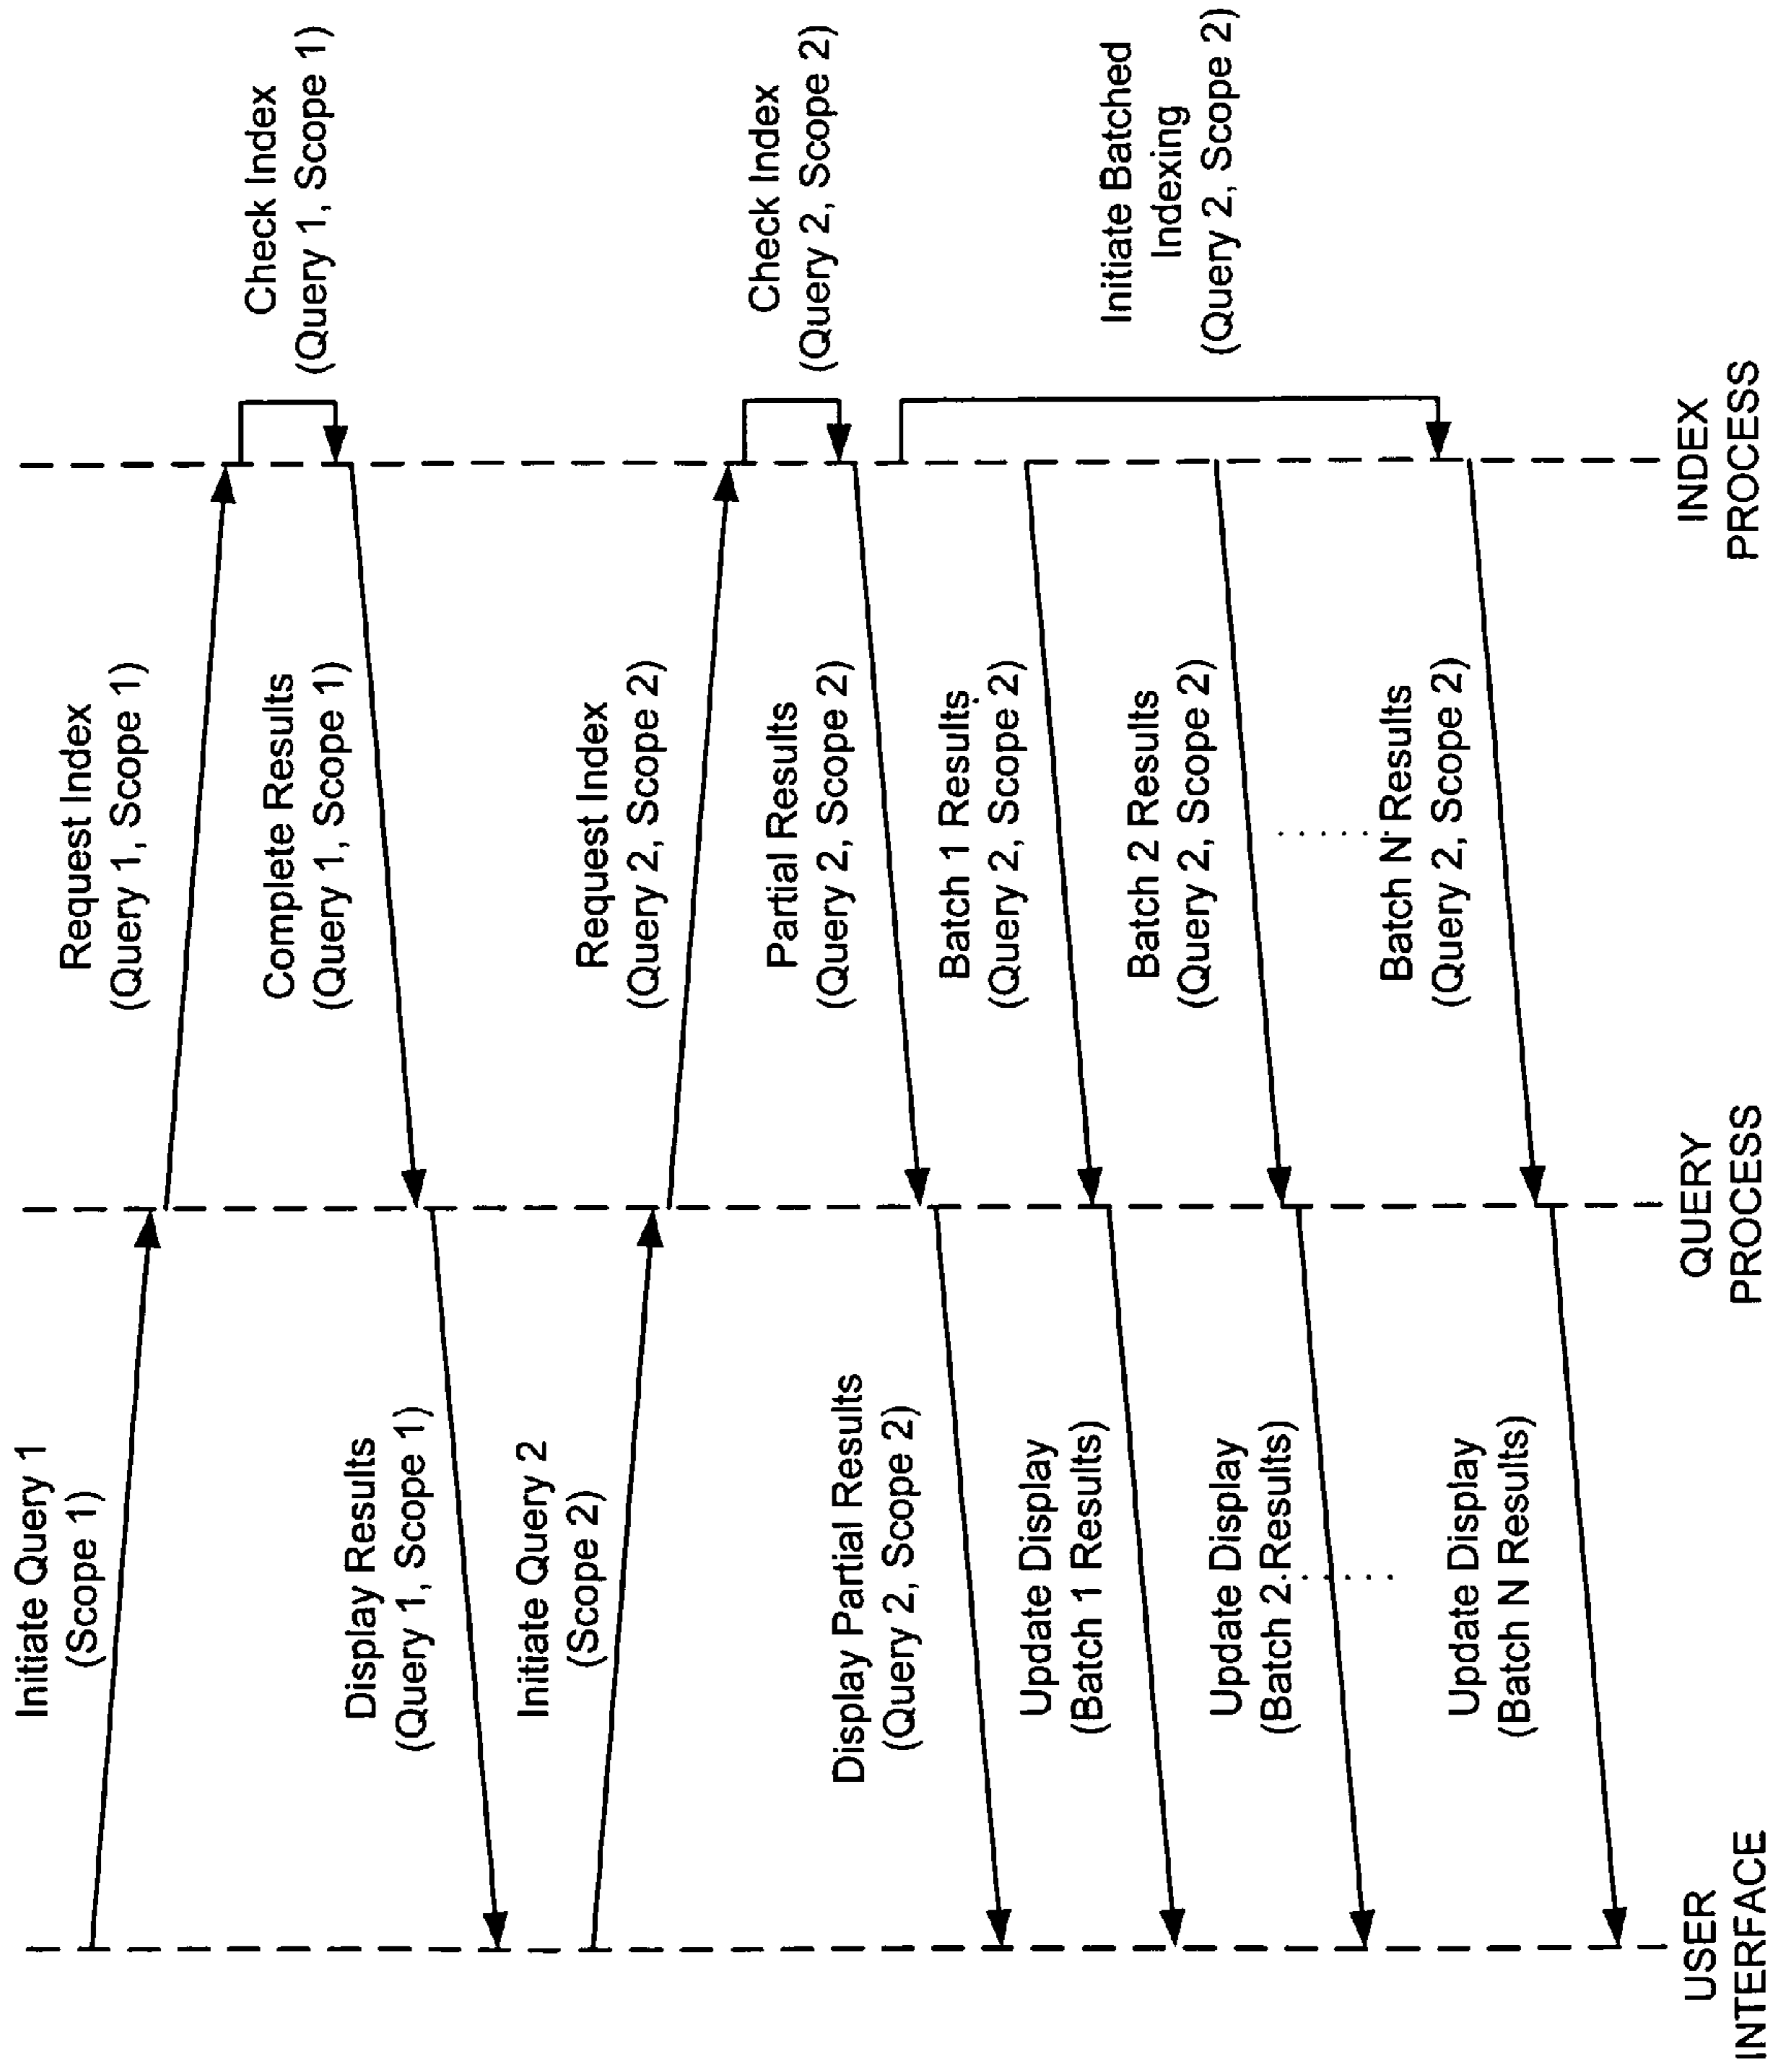 Initiate Query 1
(Scope 1)
Request Index
(Query 1, Scope 1)
Check Index
(Query 1, Scope 1)
Complete Results
(Query 1, Scope 1)
Display Results
(Query 1, Scope 1)
Initiate Query 2
(Scope 2)
Request Index
(Query 2, Scope 2)
Check Index
(Query 2, Scope 2)
Partial Results
(Query 2, Scope 2)
Display Partial Results
(Query 2, Scope 2)
Initiate Batched
Indexing
(Query 2, Scope 2)
Batch 1 Results
(Query 2, Scope 2)
Update Display
(Batch 1 Results)
Batch 2 Results
(Query 2, Scope 2)
Update Display
(Batch 2 Results)
Batch N Results
(Query 2, Scope 2)
Update Display
(Batch N Results)
USER
INTERFACE
QUERY
PROCESS
INDEX
PROCESS